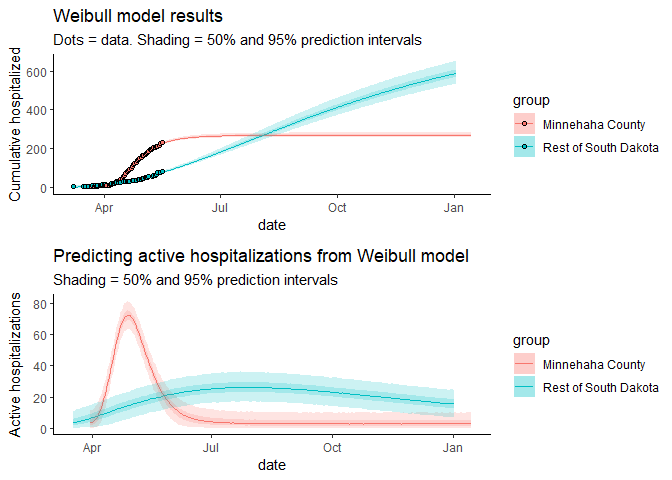 Weibull model results
Dots = data. Shading = 50% and 95% prediction intervals
Cumulative hospitalized
600
400
200
0
Apr
Jul
Oct
Jan
date
group
Minnehaha County
Rest of South Dakota
Predicting active hospitalizations from Weibull model
Shading = 50% and 95% prediction intervals
Active hospitalizations
80
60
40
20
0
Apr
Jul
Oct
Jan
date
group
Minnehaha County
Rest of South Dakota